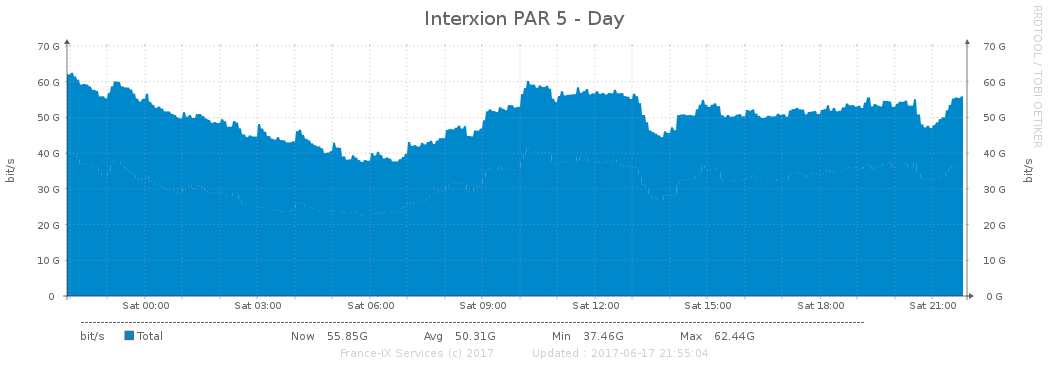 Interxion PAR 5 - Day
RRDTOOL / TOBI OETIKER
bit/s
70 G 70 G
60 G 60 G
50 G 50 G
40 G 40 G
30 G 30 G
20 G 20 G
10 G 10 G
0 0 G
bit/s
Sat 00:00 Sat 03:00 Sat 06:00 Sat 09:00 Sat 12:00 Sat 15:00 Sat 18:00 Sat 21:00
bit/s Total Now 55.85G Avg 50.31G Min 37.46G Max 62.44G
France-IX Services (c) 2017 Updated : 2017-06-17 21:55:04